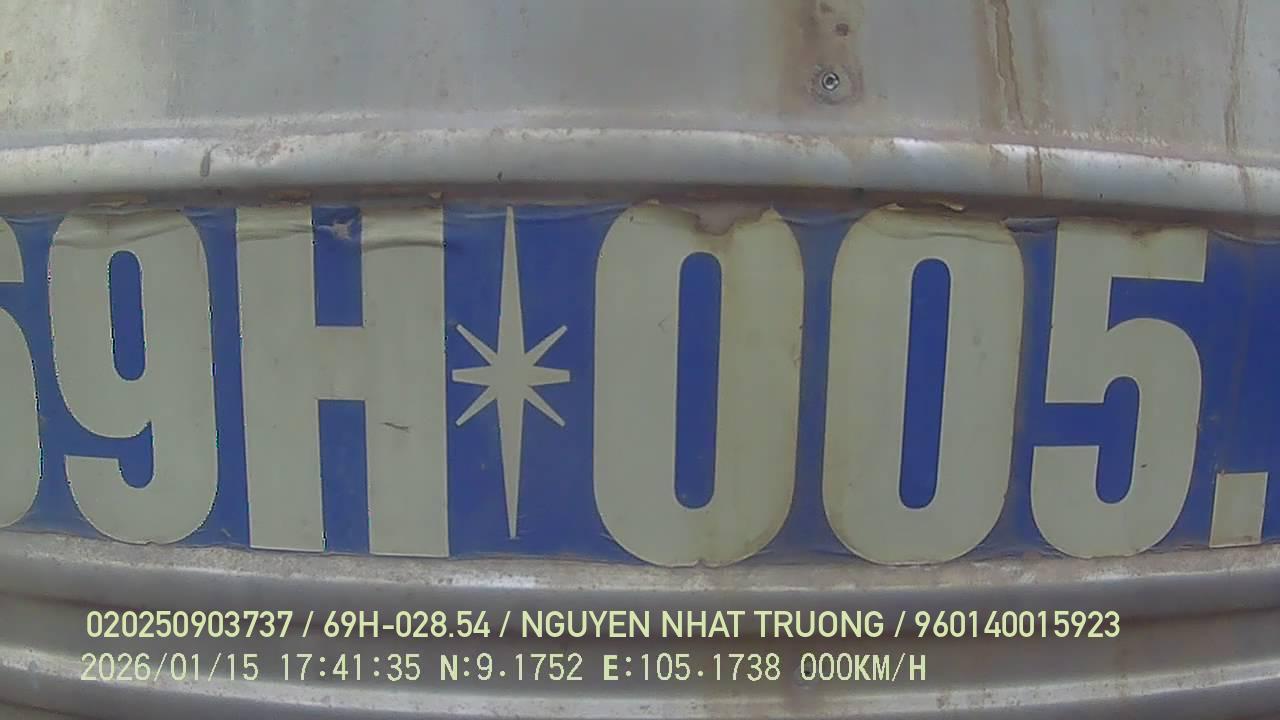 69H 005.
020250903737 / 69H-028.54 / NGUYEN NHAT TRUONG / 960140015923
2026/01/15 17:41:35 N:9.1752 E:105.1738 000KM/H